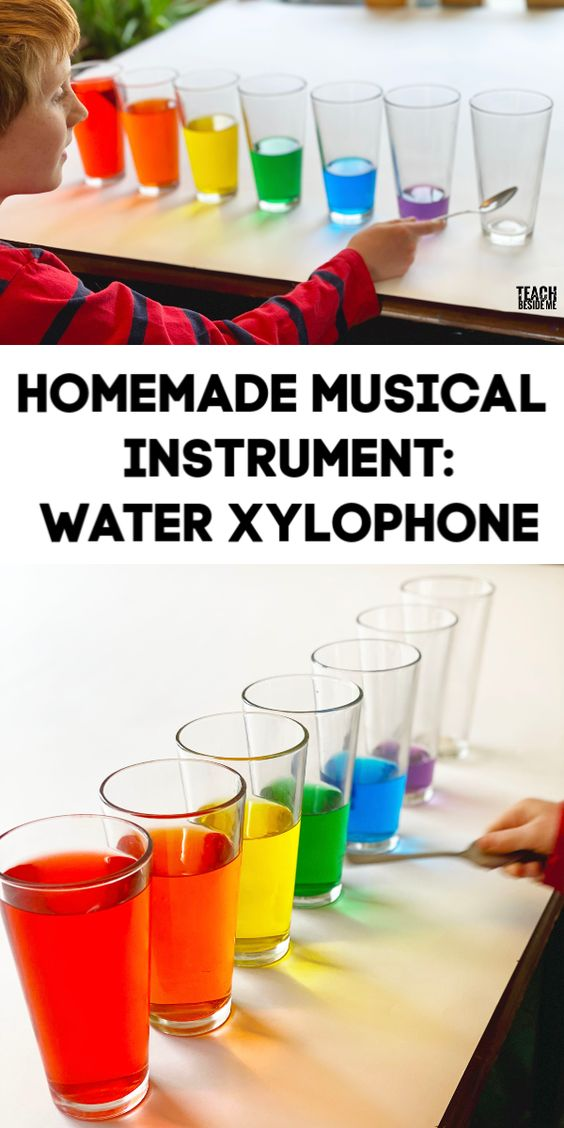 TEACH
BESIDE ME
HOMEMADE MUSICAL
INSTRUMENT:
WATER XYLOPHONE